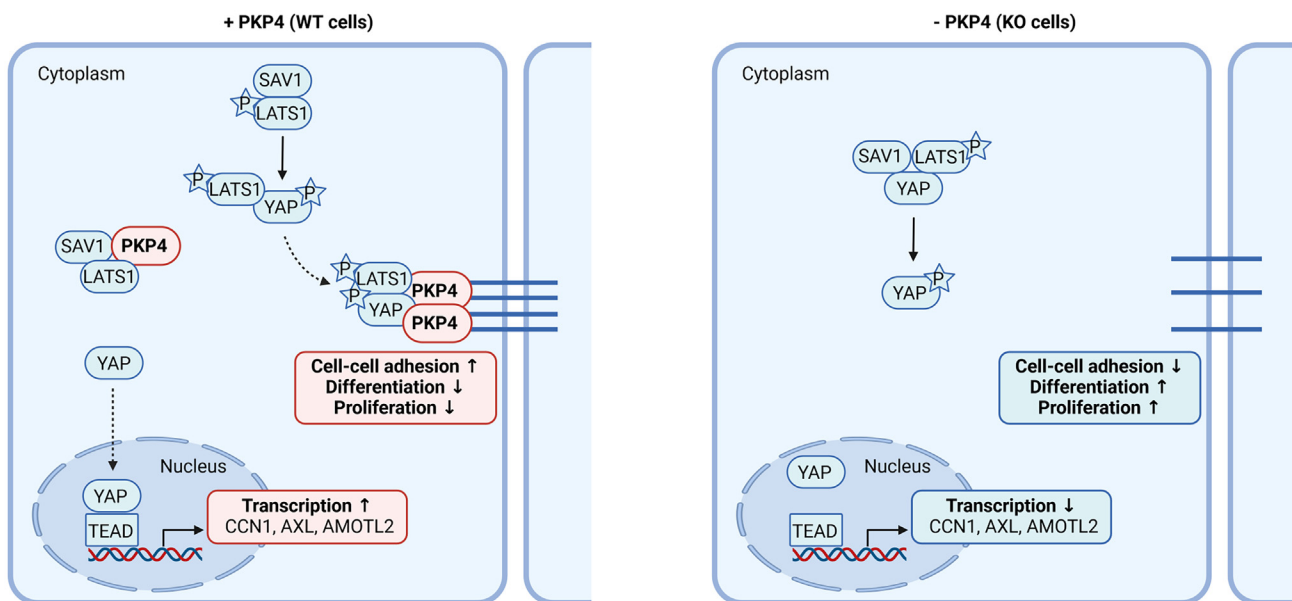 + PKP4 (WT cells)
Cytoplasm
SAV1
P
LATS1
P
LATS1
P
YAP
SAV1
PKP4
LATS1
P
LATS1
PKP4
P
YAP
PKP4
Cell-cell adhesion ↑
Differentiation ↓
Proliferation ↓
YAP
Nucleus
YAP
TEAD
Transcription ↑
CCN1, AXL, AMOTL2
- PKP4 (KO cells)
Cytoplasm
SAV1
LATS1
P
YAP
P
YAP
Cell-cell adhesion ↓
Differentiation ↑
Proliferation ↑
YAP
Nucleus
TEAD
Transcription ↓
CCN1, AXL, AMOTL2